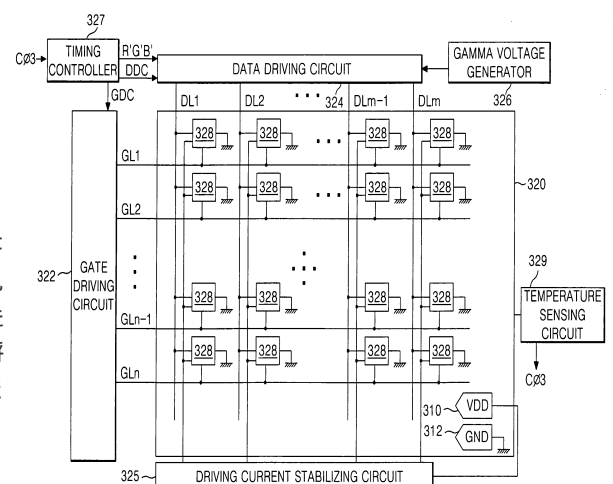 327
TIMING
CONTROLLER
CØ3
R'G'B'
DDC
GDC
DATA DRIVING CIRCUIT
324
GAMMA VOLTAGE
GENERATOR
326
DL1 DL2 ... DLm-1 DLm
328 328 ... 328 328
GL1
328 328 ... 328 328
GL2
320
322
GATE
DRIVING
CIRCUIT
329
TEMPERATURE
SENSING
CIRCUIT
CØ3
328 328 328 328
GLn-1
328 328 328 328
GLn
310 VDD
312 GND
325
DRIVING CURRENT STABILIZING CIRCUIT